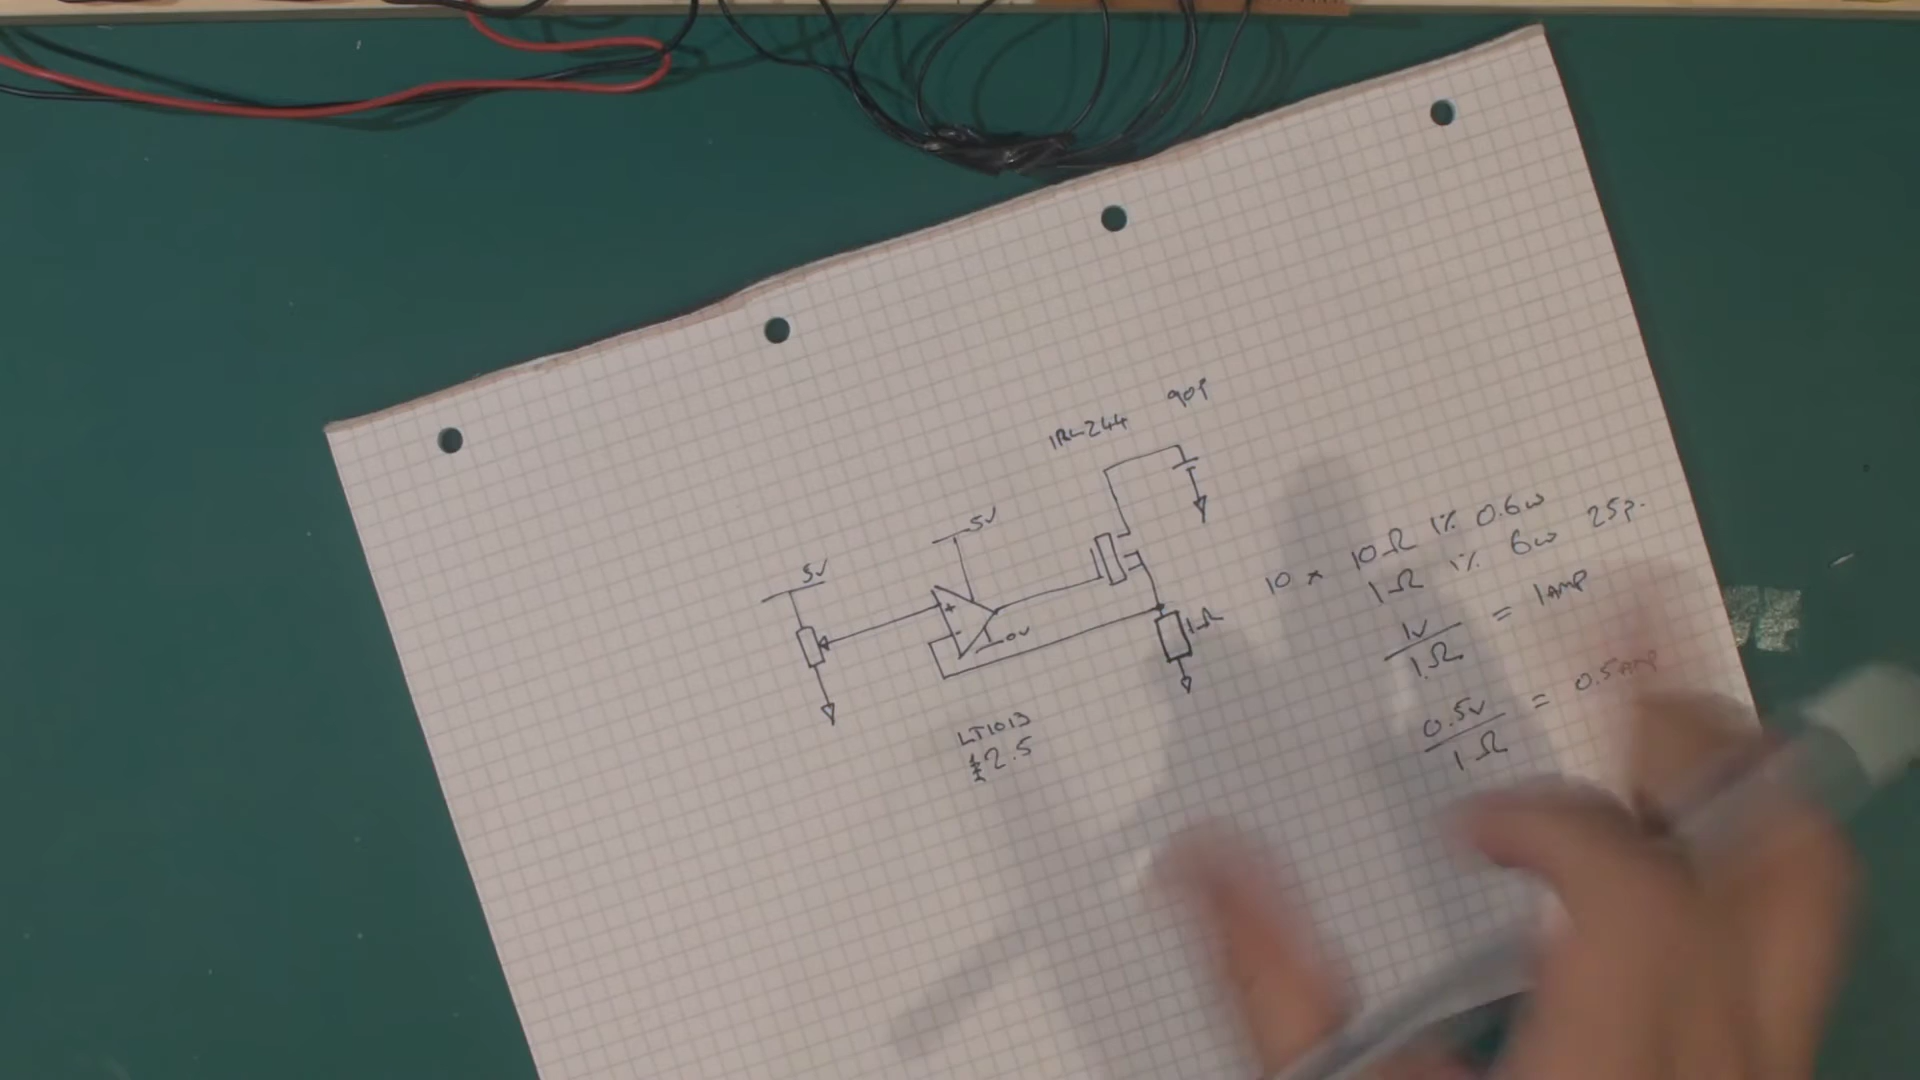 IRLZ44 90p
5V
5V
+
-
0V
1Ω
LT1013
£2.5
10 × 10Ω 1% 0.6W
1Ω 1% 6W 25p.
1V
1Ω
= 1AMP
0.5V
1Ω
= 0.5AMP